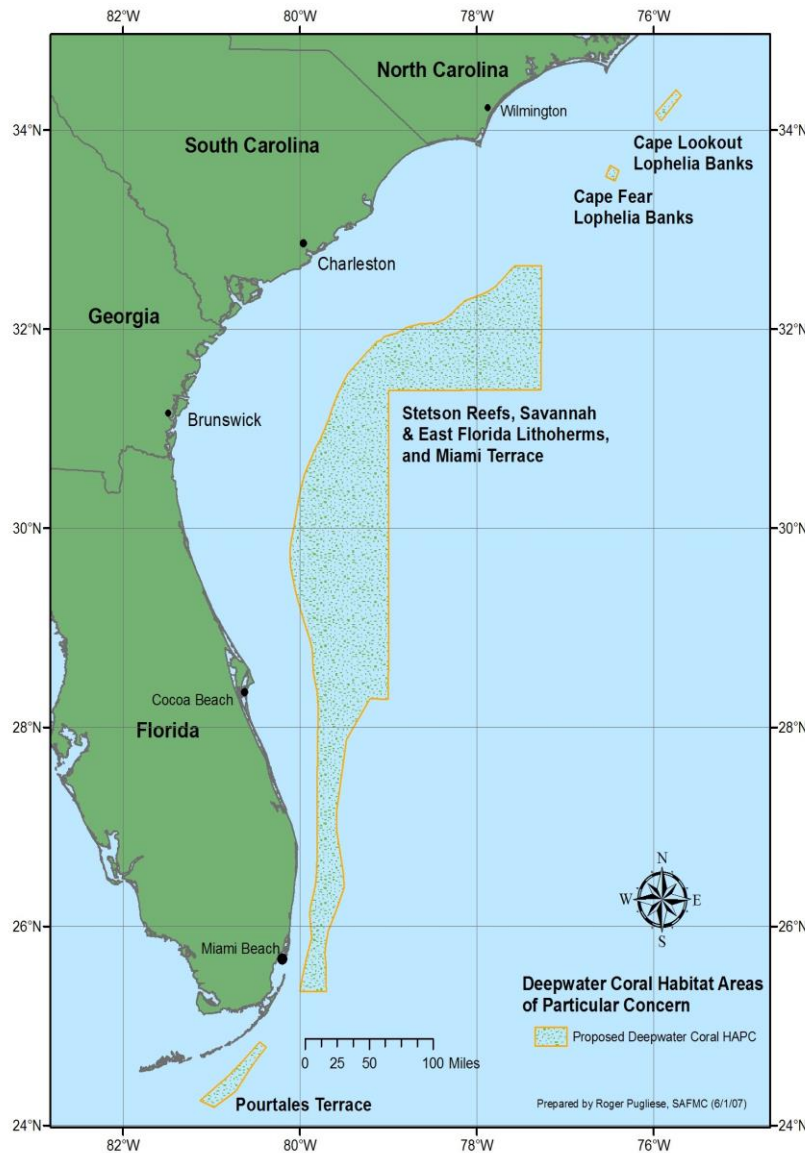 82°W 80°W 78°W 76°W
North Carolina
Wilmington
34°N 34°N
South Carolina
Cape Lookout
Lophelia Banks
Cape Fear
Lophelia Banks
Charleston
Georgia
32°N 32°N
Brunswick
Stetson Reefs, Savannah
& East Florida Lithoherms,
and Miami Terrace
30°N 30°N
Cocoa Beach
28°N 28°N
Florida
N
W E
S
26°N 26°N
Miami Beach
Deepwater Coral Habitat Areas
of Particular Concern
Proposed Deepwater Coral HAPC
0 25 50 100 Miles
Pourtales Terrace
Prepared by Roger Pugliese, SAFMC (6/1/07)
24°N 24°N
82°W 80°W 78°W 76°W